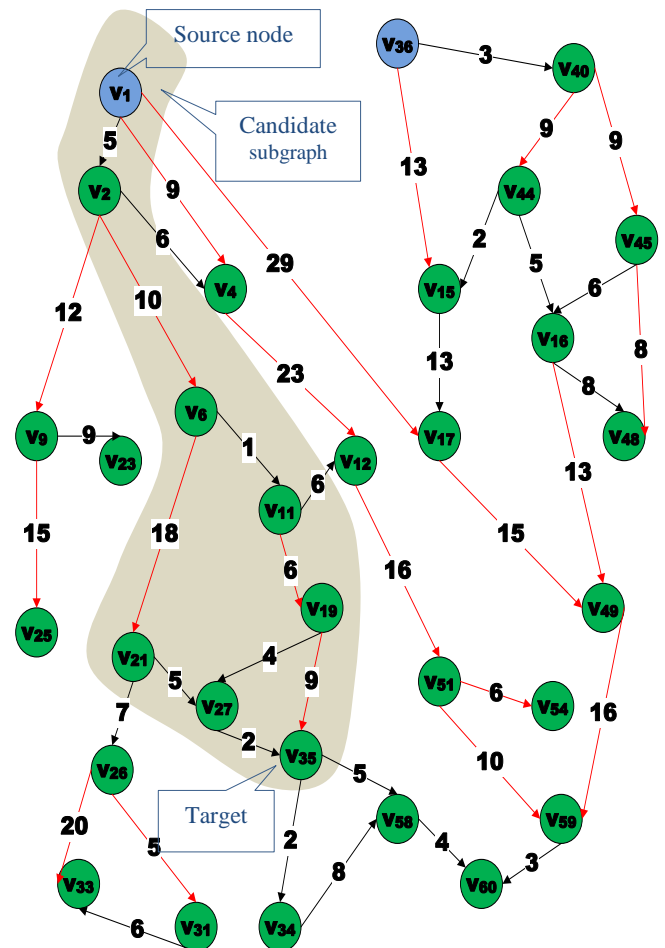 Source node
V36
3
V40
V1
Candidate
subgraph
5
9
9
9
13
V2
V44
6
2
5
V45
29
V4
V15
6
12
10
V16
8
23
13
8
V6
V9
9
V23
1
V17
V48
V12
6
13
V11
18
15
15
16
6
V19
V49
V25
4
V21
5
9
V51
6
V54
7
V27
2
16
V35
10
V26
5
Target
2
V58
V59
20
5
4
8
3
V33
V60
6
V31
V34